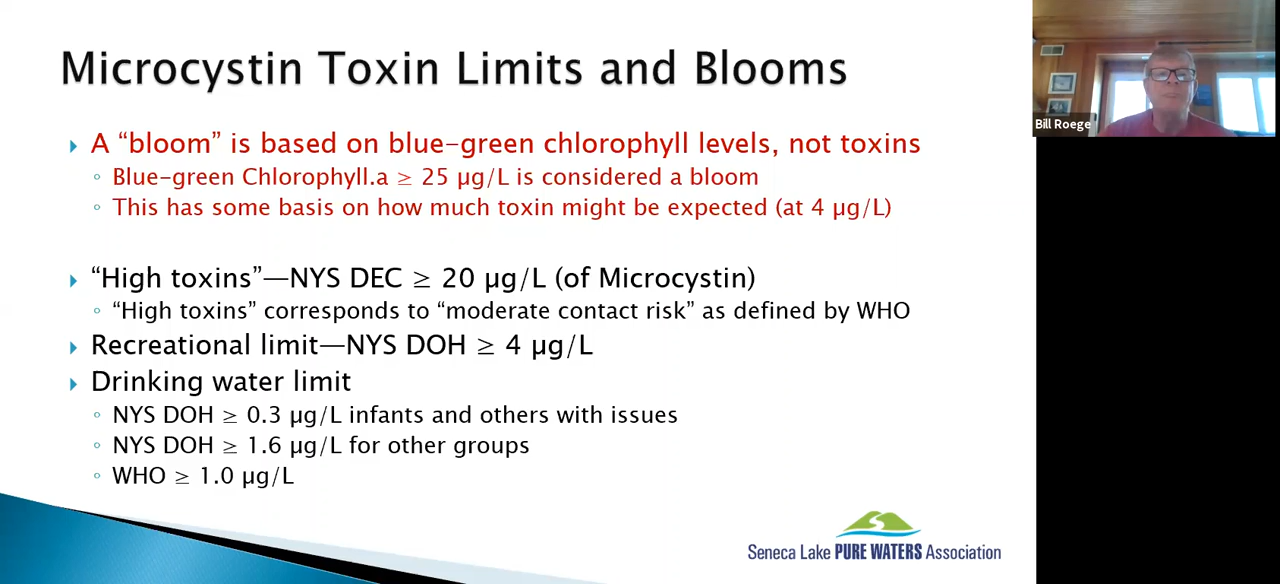 Microcystin Toxin Limits and Blooms
A “bloom” is based on blue-green chlorophyll levels, not toxins
Blue-green Chlorophyll.a ≥ 25 µg/L is considered a bloom
This has some basis on how much toxin might be expected (at 4 µg/L)
“High toxins”—NYS DEC ≥ 20 µg/L (of Microcystin)
“High toxins” corresponds to “moderate contact risk” as defined by WHO
Recreational limit—NYS DOH ≥ 4 µg/L
Drinking water limit
NYS DOH ≥ 0.3 µg/L infants and others with issues
NYS DOH ≥ 1.6 µg/L for other groups
WHO ≥ 1.0 µg/L
Seneca Lake PURE WATERS Association
Bill Roege